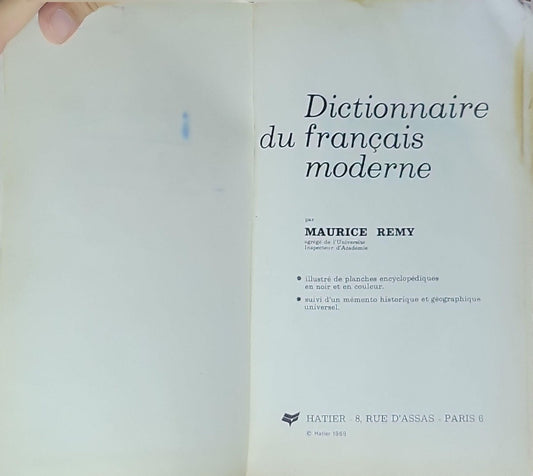 Dictionnaire
du français
moderne
par
MAURICE REMY
agrégé de l'Université
Inspecteur d'Académie
• illustré de planches encyclopédiques
en noir et en couleur.
• suivi d'un mémento historique et géographique
universel.
HATIER - 8, RUE D'ASSAS - PARIS 6
© Hatier 1969